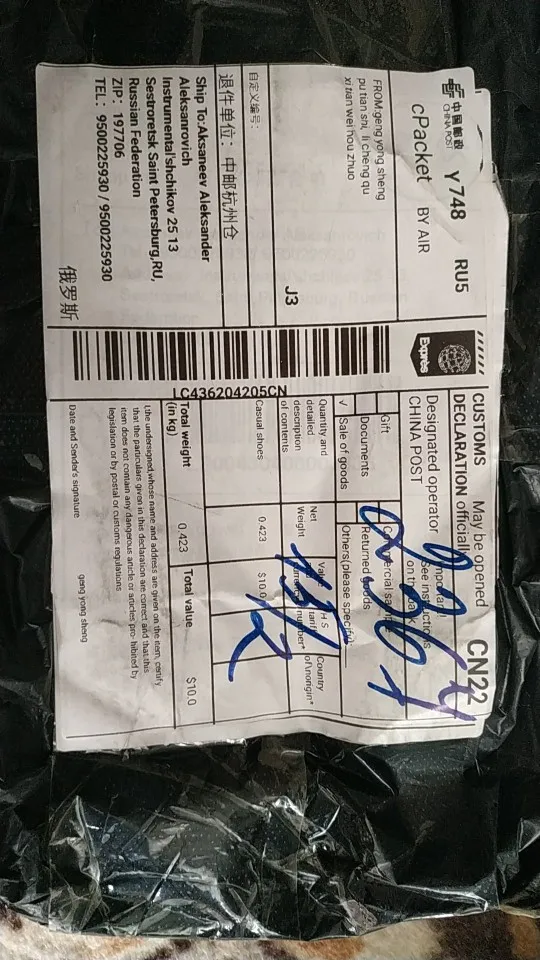 中国邮政
CHINA POST
Y748
RU5
cPacket
BY AIR
FROM:geng yong sheng
pu tian shi, li cheng qu
xi tian wei hou zhuo
自定义编号:
J3
退件单位: 中邮杭州仓
Ship To:Aksaneev Aleksander
Aleksanrovich
Instrumental'shchikov 25 13
Sestroretsk Saint Petersburg,RU,
Russian Federation
ZIP: 197706
TEL: 9500225930 / 9500225930
俄罗斯
Exprès
LC436204205CN
CUSTOMS
DECLARATION
May be opened
officially
CN22
Designated operator
CHINA POST
Important!
See instructions
on the back
Gift
Commercial sample
Documents
Returned goods
√ Sale of goods
Others(please specify:
Quantity and
detailed
description
of contents
Net
Weight
H S
tarif
number*
Country
of origin*
Casual shoes
0.423
$10.0
Total weight
(in kg)
0.423
Total value
$10.0
I,the undersigned,whose name and address are given on the item, certify
that the particulars given in this declaration are correct and that this
item does not contain any dangerous article or articles pro- hibited by
legislation or by postal or customs regulations
Date and Sender's signature
geng yong sheng